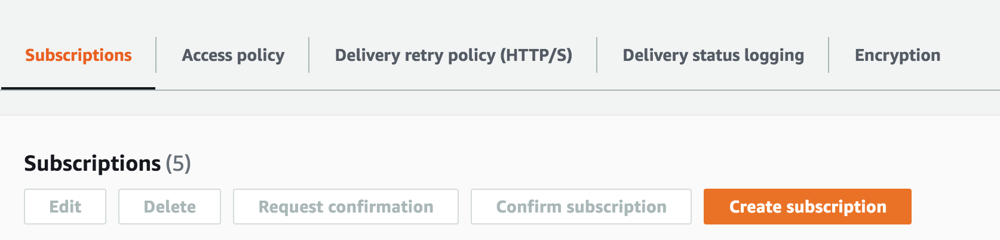 Subscriptions Access policy Delivery retry policy (HTTP/S) Delivery status logging Encryption
Subscriptions (5)
Edit Delete Request confirmation Confirm subscription Create subscription